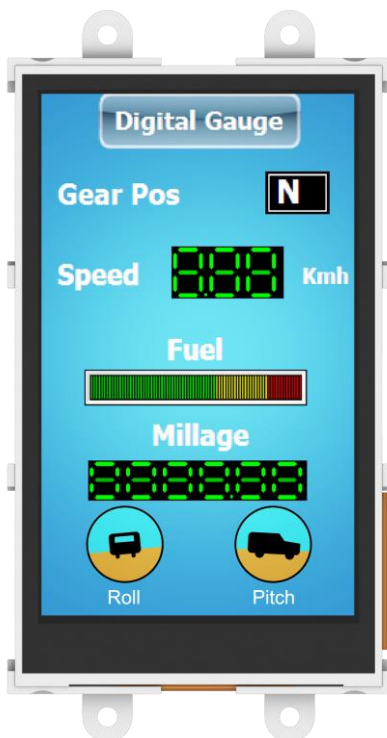 Digital Gauge
Gear Pos N
Speed Kmh
Fuel
Millage
Roll Pitch